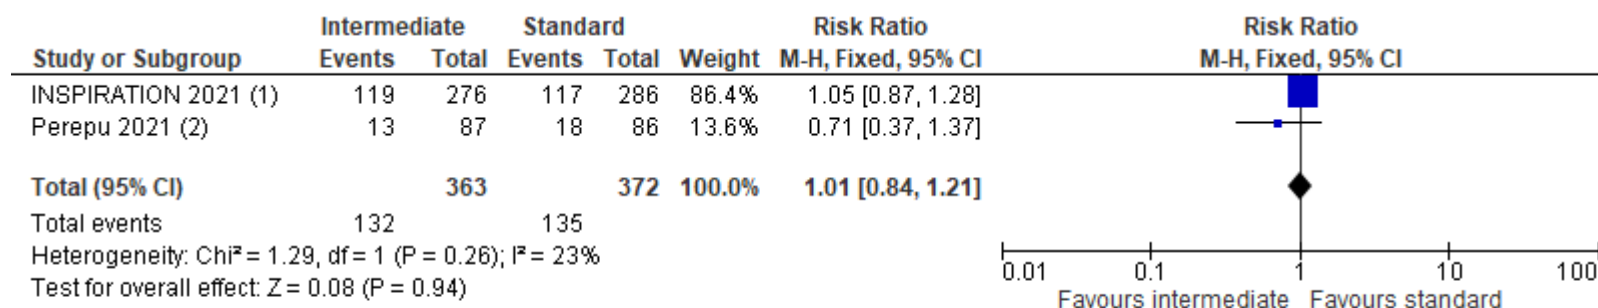 Intermediate Standard Risk Ratio Risk Ratio
Study or Subgroup Events Total Events Total Weight M-H, Fixed, 95% CI M-H, Fixed, 95% CI
INSPIRATION 2021 (1) 119 276 117 286 86.4% 1.05 [0.87, 1.28]
Perepu 2021 (2) 13 87 18 86 13.6% 0.71 [0.37, 1.37]
Total (95% CI) 363 372 100.0% 1.01 [0.84, 1.21]
Total events 132 135
Heterogeneity: Chi² = 1.29, df = 1 (P = 0.26); I² = 23%
Test for overall effect: Z = 0.08 (P = 0.94)
0.01 0.1 1 10 100
Favours intermediate Favours standard